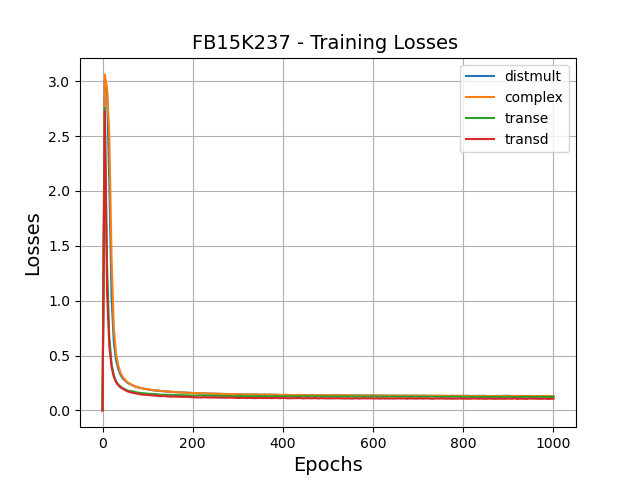 FB15K237 - Training Losses
Losses
3.0
2.5
2.0
1.5
1.0
0.5
0.0
distmult
complex
transe
transd
0 200 400 600 800 1000
Epochs